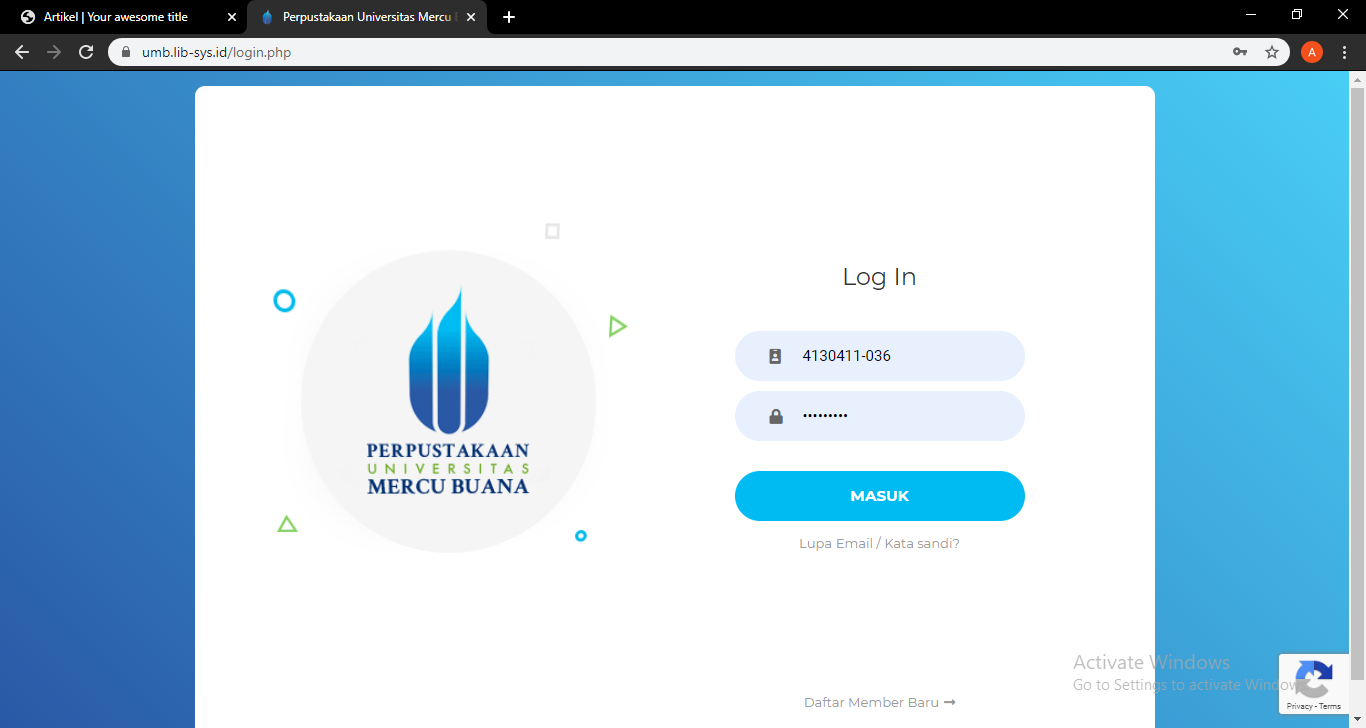 Artikel | Your awesome title
Perpustakaan Universitas Mercu
A
umb.lib-sys.id/login.php
Log In
4130411-036
PERPUSTAKAAN
UNIVERSITAS
MERCU BUANA
MASUK
Lupa Email / Kata sandi?
Activate Windows
Go to Settings to activate Windows
Daftar Member Baru
Privacy - Terms